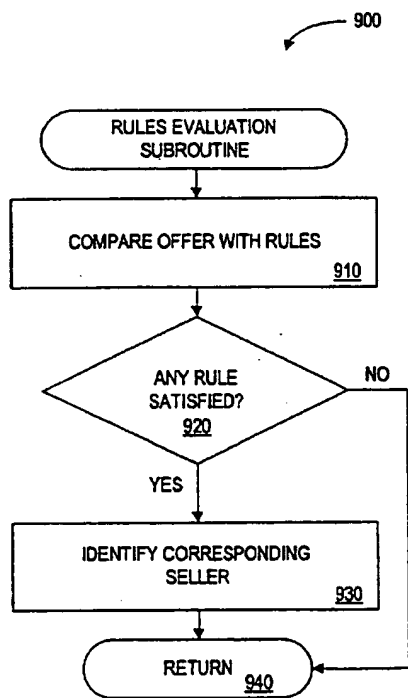 900
RULES EVALUATION
SUBROUTINE
COMPARE OFFER WITH RULES
910
ANY RULE
SATISFIED?
920
NO
YES
IDENTIFY CORRESPONDING
SELLER
930
RETURN
940